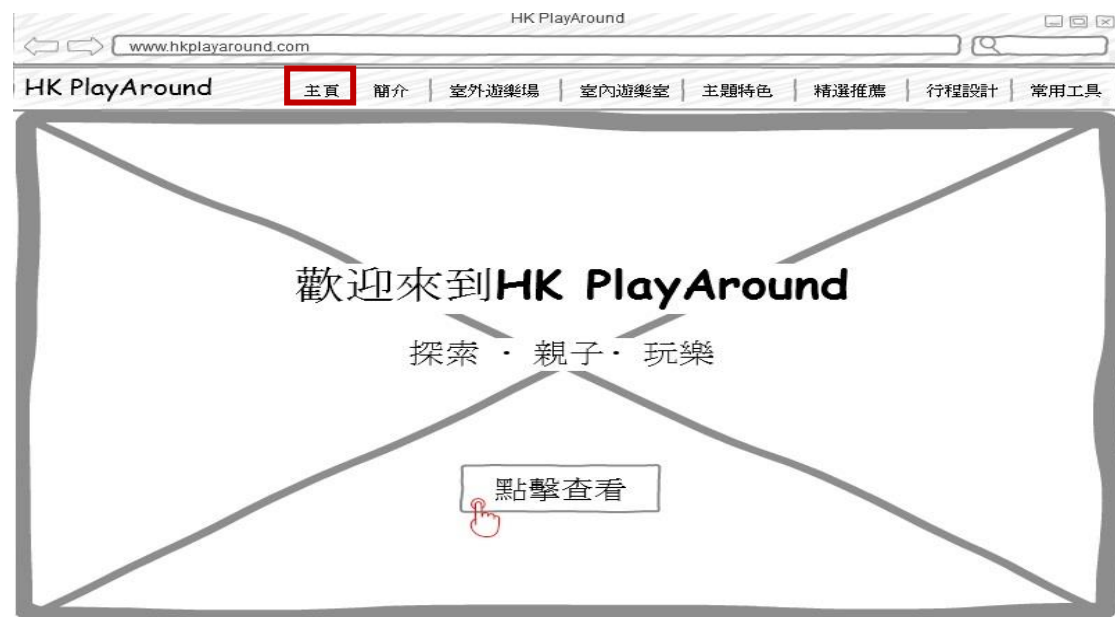 HK PlayAround
www.hkplayaround.com
HK PlayAround 主頁 簡介 | 室外遊樂場 | 室內遊樂室 | 主題特色 | 精選推薦 | 行程設計 | 常用工具
歡迎來到HK PlayAround
探索 · 親子 · 玩樂
點擊查看